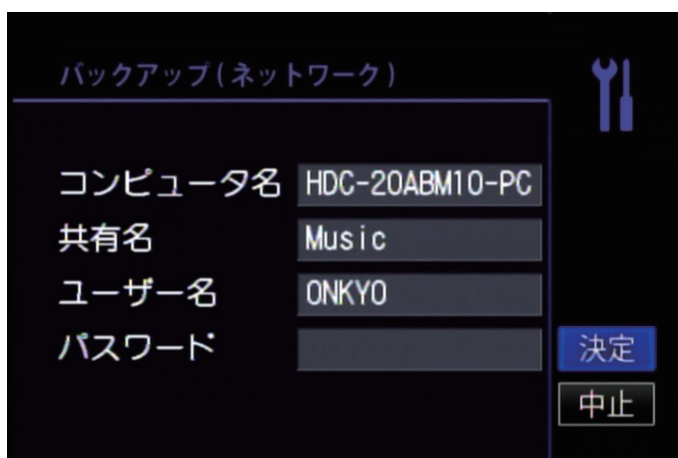 バックアップ(ネットワーク)
コンピュータ名 HDC-20ABM10-PC
共有名 Music
ユーザー名 ONKYO
パスワード
決定
中止